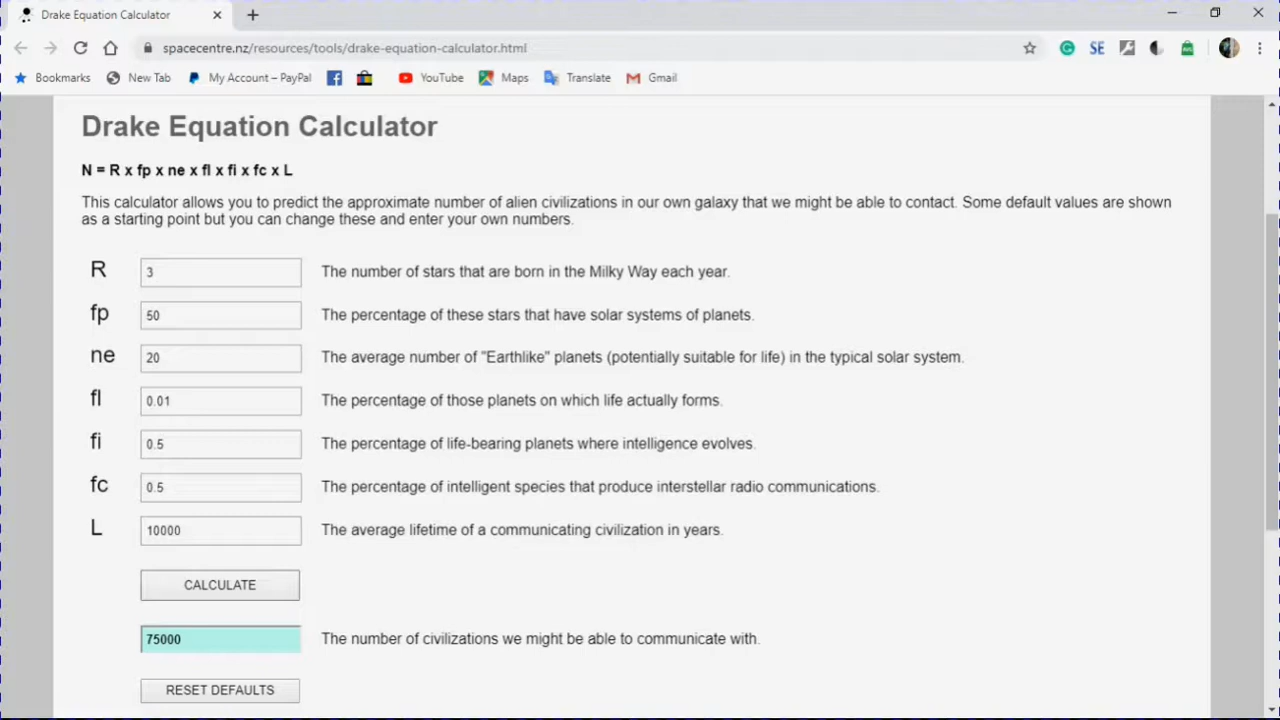 Drake Equation Calculator
spacecentre.nz/resources/tools/drake-equation-calculator.html
SE
Bookmarks New Tab My Account – PayPal YouTube Maps Translate Gmail
Drake Equation Calculator
N = R x fp x ne x fl x fi x fc x L
This calculator allows you to predict the approximate number of alien civilizations in our own galaxy that we might be able to contact. Some default values are shown
as a starting point but you can change these and enter your own numbers.
R 3 The number of stars that are born in the Milky Way each year.
fp 50 The percentage of these stars that have solar systems of planets.
ne 20 The average number of "Earthlike" planets (potentially suitable for life) in the typical solar system.
fl 0.01 The percentage of those planets on which life actually forms.
fi 0.5 The percentage of life-bearing planets where intelligence evolves.
fc 0.5 The percentage of intelligent species that produce interstellar radio communications.
L 10000 The average lifetime of a communicating civilization in years.
CALCULATE
75000 The number of civilizations we might be able to communicate with.
RESET DEFAULTS